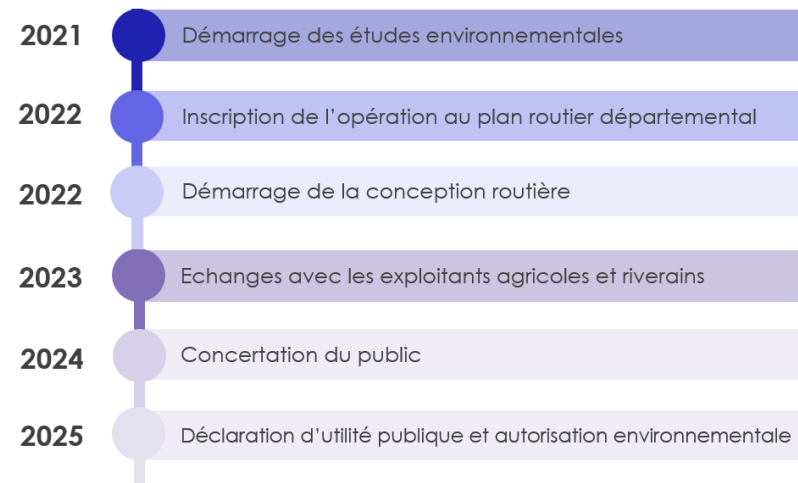 2021 Démarrage des études environnementales
2022 Inscription de l’opération au plan routier départemental
2022 Démarrage de la conception routière
2023 Echanges avec les exploitants agricoles et riverains
2024 Concertation du public
2025 Déclaration d’utilité publique et autorisation environnementale